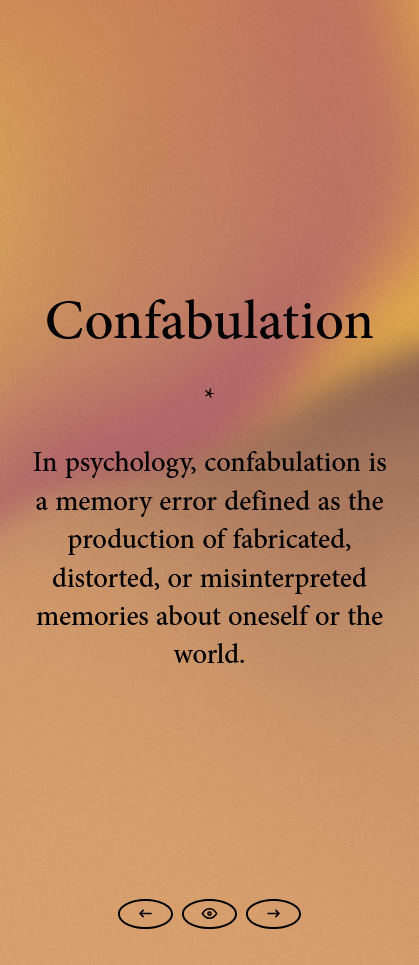 Confabulation
*
In psychology, confabulation is
a memory error defined as the
production of fabricated,
distorted, or misinterpreted
memories about oneself or the
world.